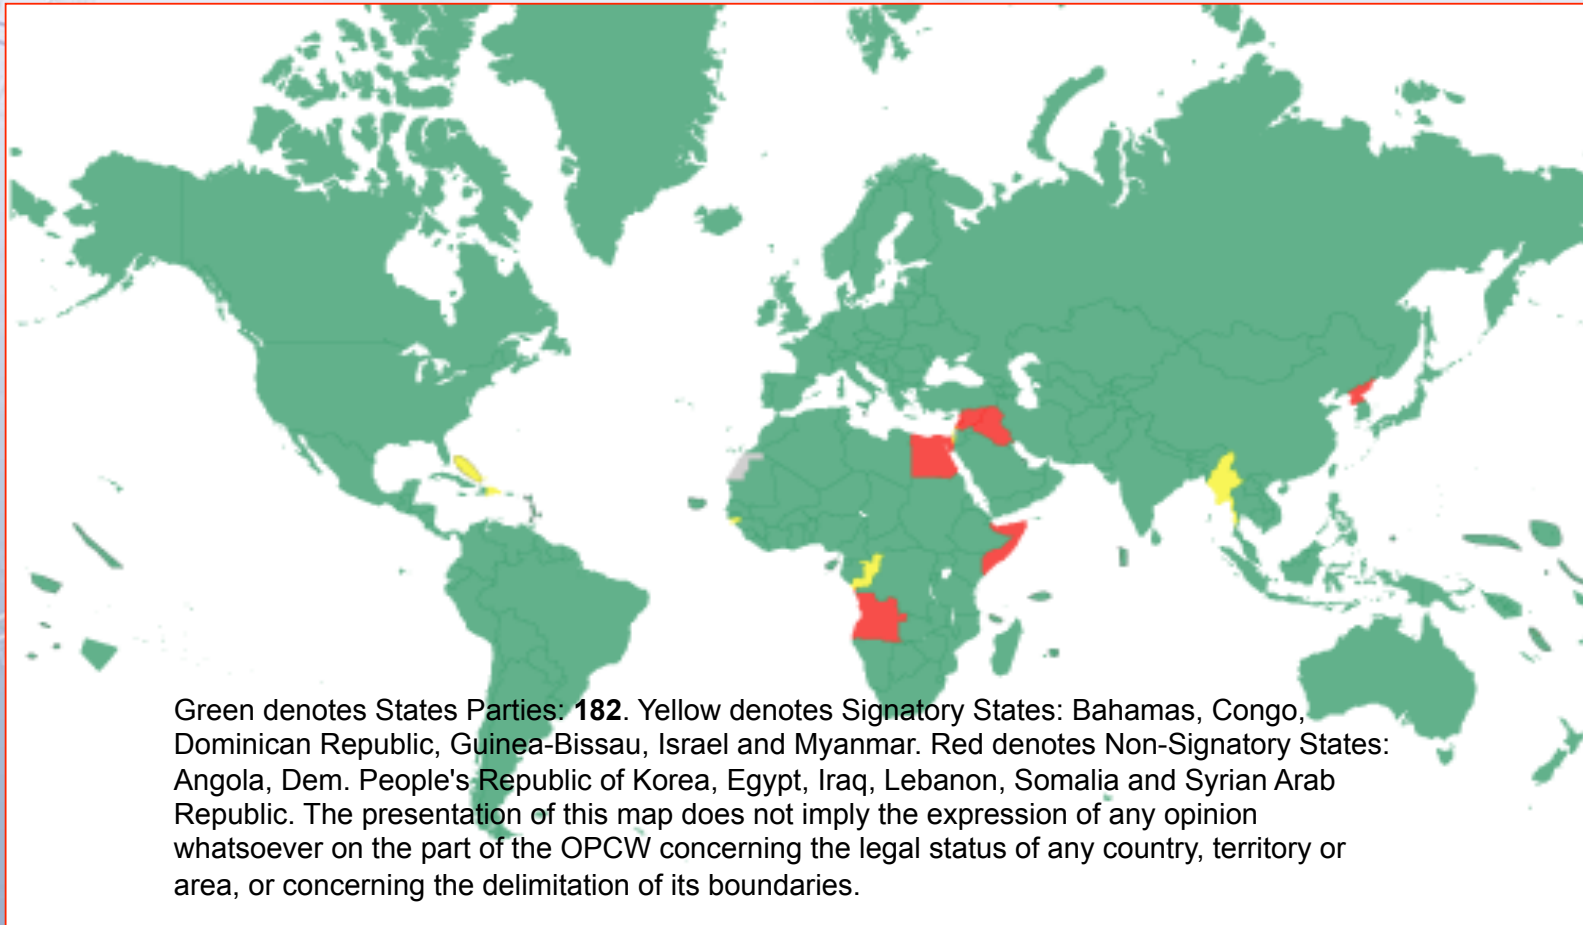 Green denotes States Parties: 182. Yellow denotes Signatory States: Bahamas, Congo,
Dominican Republic, Guinea-Bissau, Israel and Myanmar. Red denotes Non-Signatory States:
Angola, Dem. People's Republic of Korea, Egypt, Iraq, Lebanon, Somalia and Syrian Arab
Republic. The presentation of this map does not imply the expression of any opinion
whatsoever on the part of the OPCW concerning the legal status of any country, territory or
area, or concerning the delimitation of its boundaries.